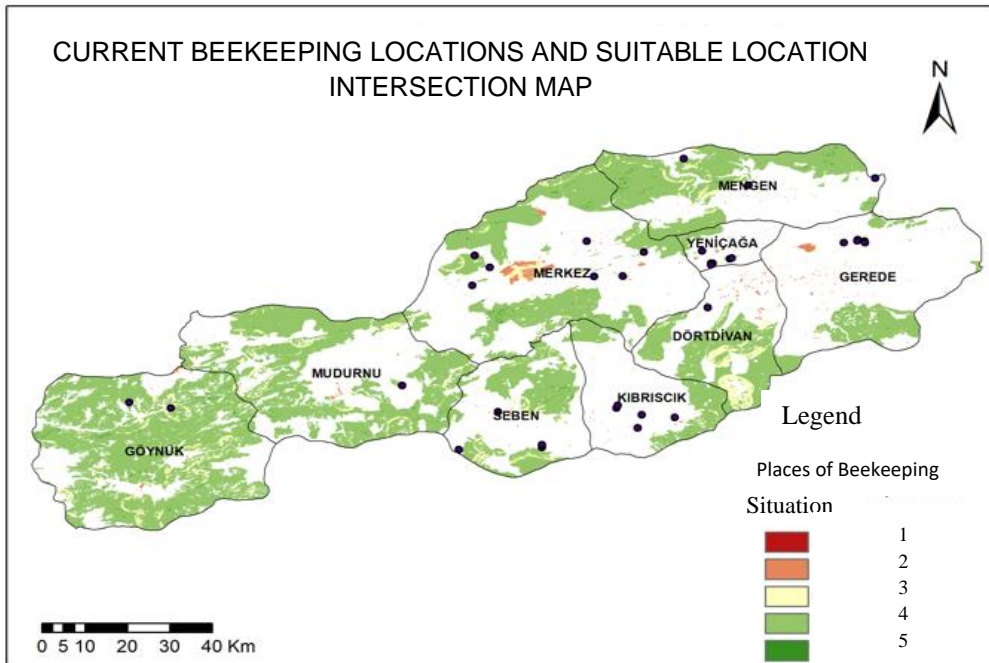 CURRENT BEEKEEPING LOCATIONS AND SUITABLE LOCATION
INTERSECTION MAP
N
MENGEN
YENİÇAĞA
MERKEZ
GEREDE
DÖRTDİVAN
MUDURNU
KIBRISCIK
SEBEN
GÖYNÜK
Legend
Places of Beekeeping
Situation
1
2
3
4
5
0 5 10 20 30 40 Km